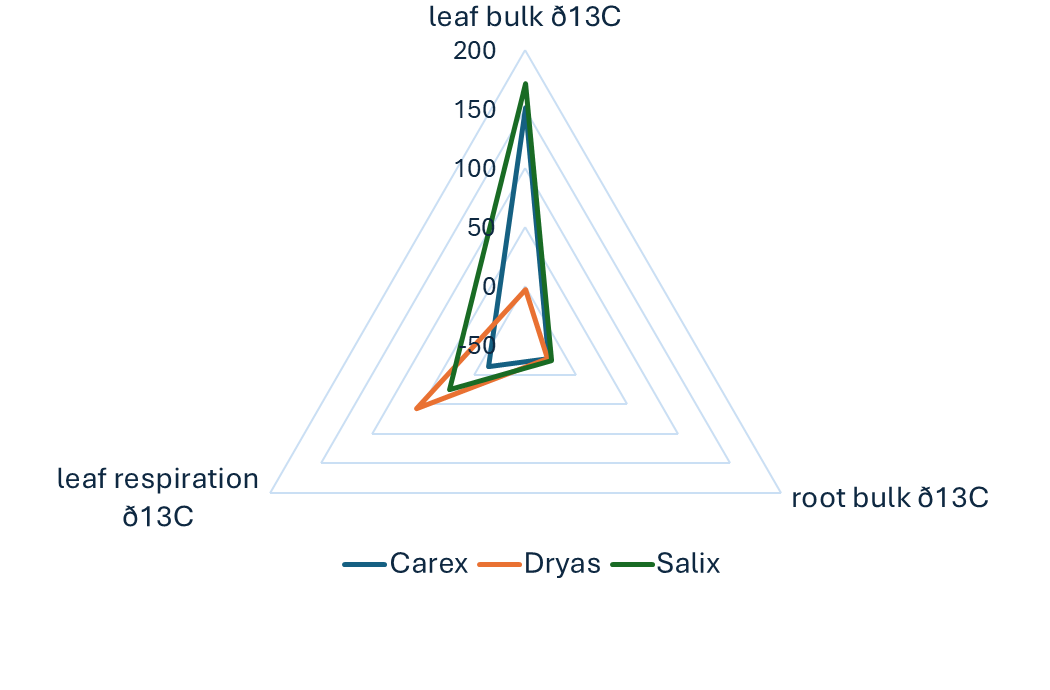 leaf bulk ð13C
200
150
100
50
0
-50
leaf respiration
ð13C
root bulk ð13C
Carex Dryas Salix